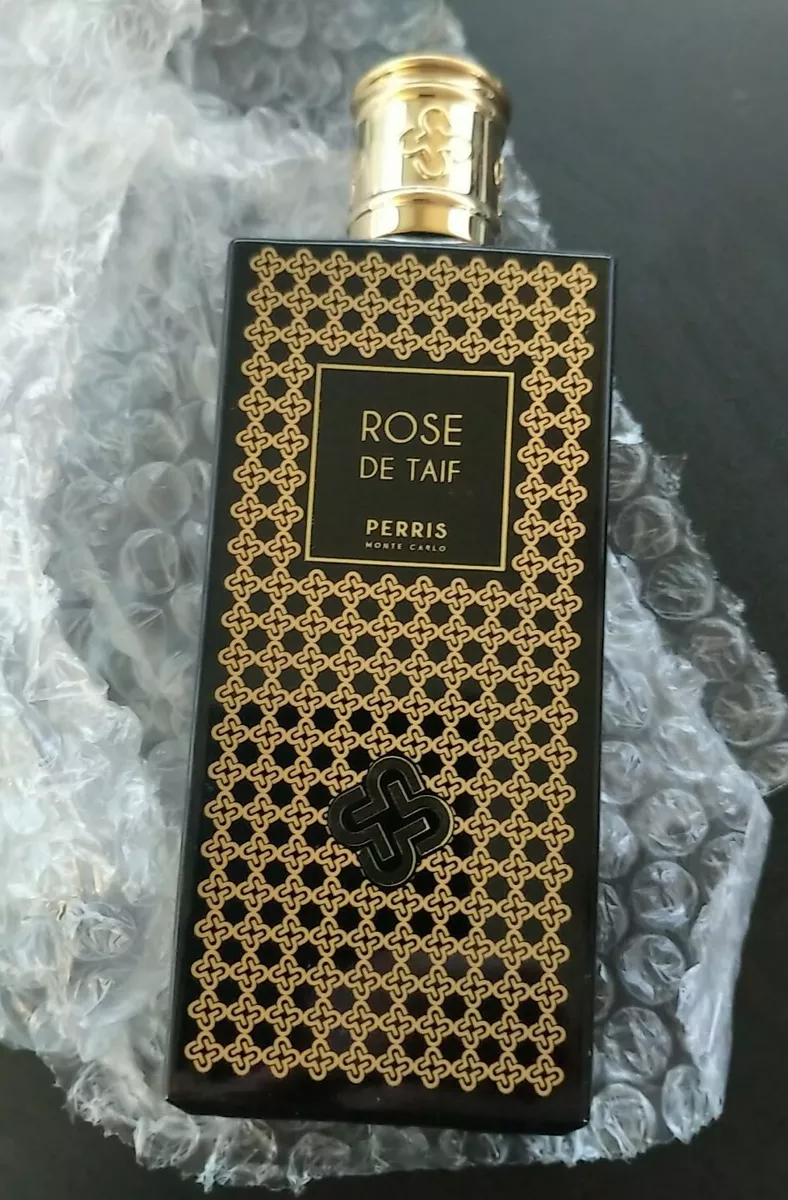 ROSE
DE TAIF
PERRIS
MONTE CARLO